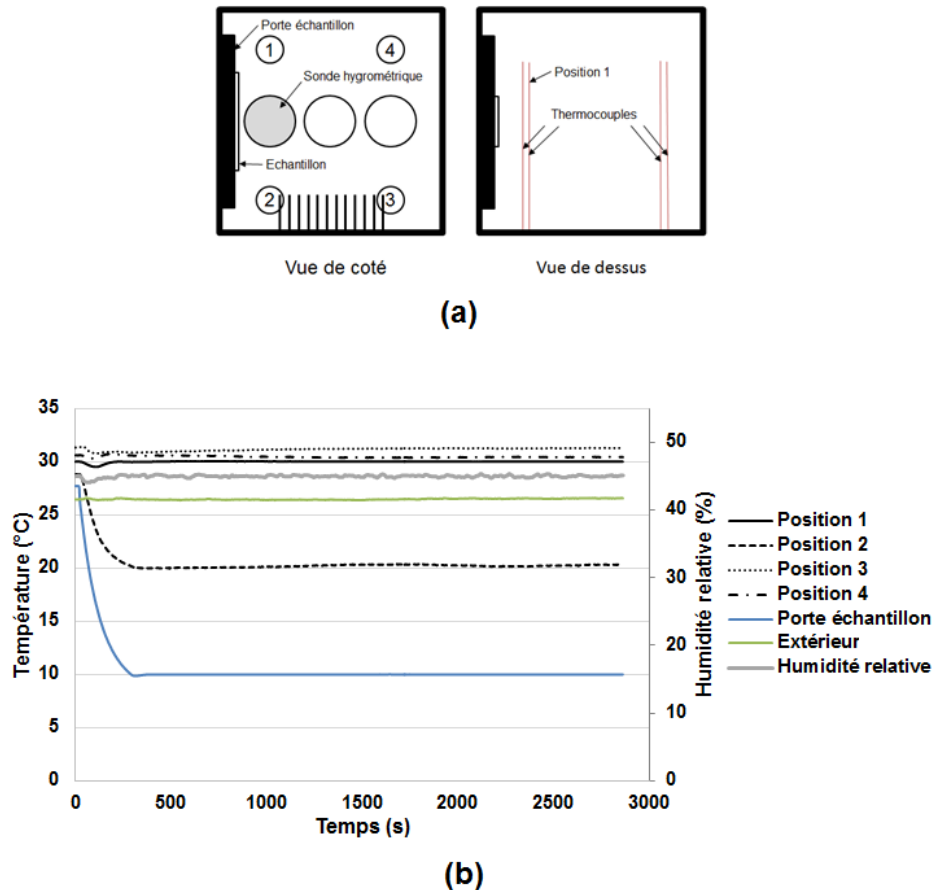 Porte échantillon
1
4
Sonde hygrométrique
Echantillon
2
3
Vue de coté
Position 1
Thermocouples
Vue de dessus
(a)
35
30
25
20
15
10
5
0
Température (°C)
50
40
30
20
10
0
Humidité relative (%)
0
500
1000
1500
2000
2500
3000
Temps (s)
Position 1
Position 2
Position 3
Position 4
Porte échantillon
Extérieur
Humidité relative
(b)